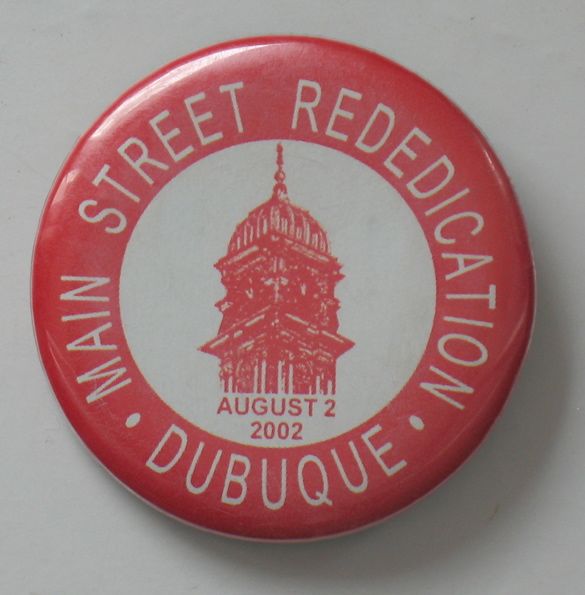 MAIN STREET REDEDICATION
AUGUST 2
2002
• DUBUQUE •